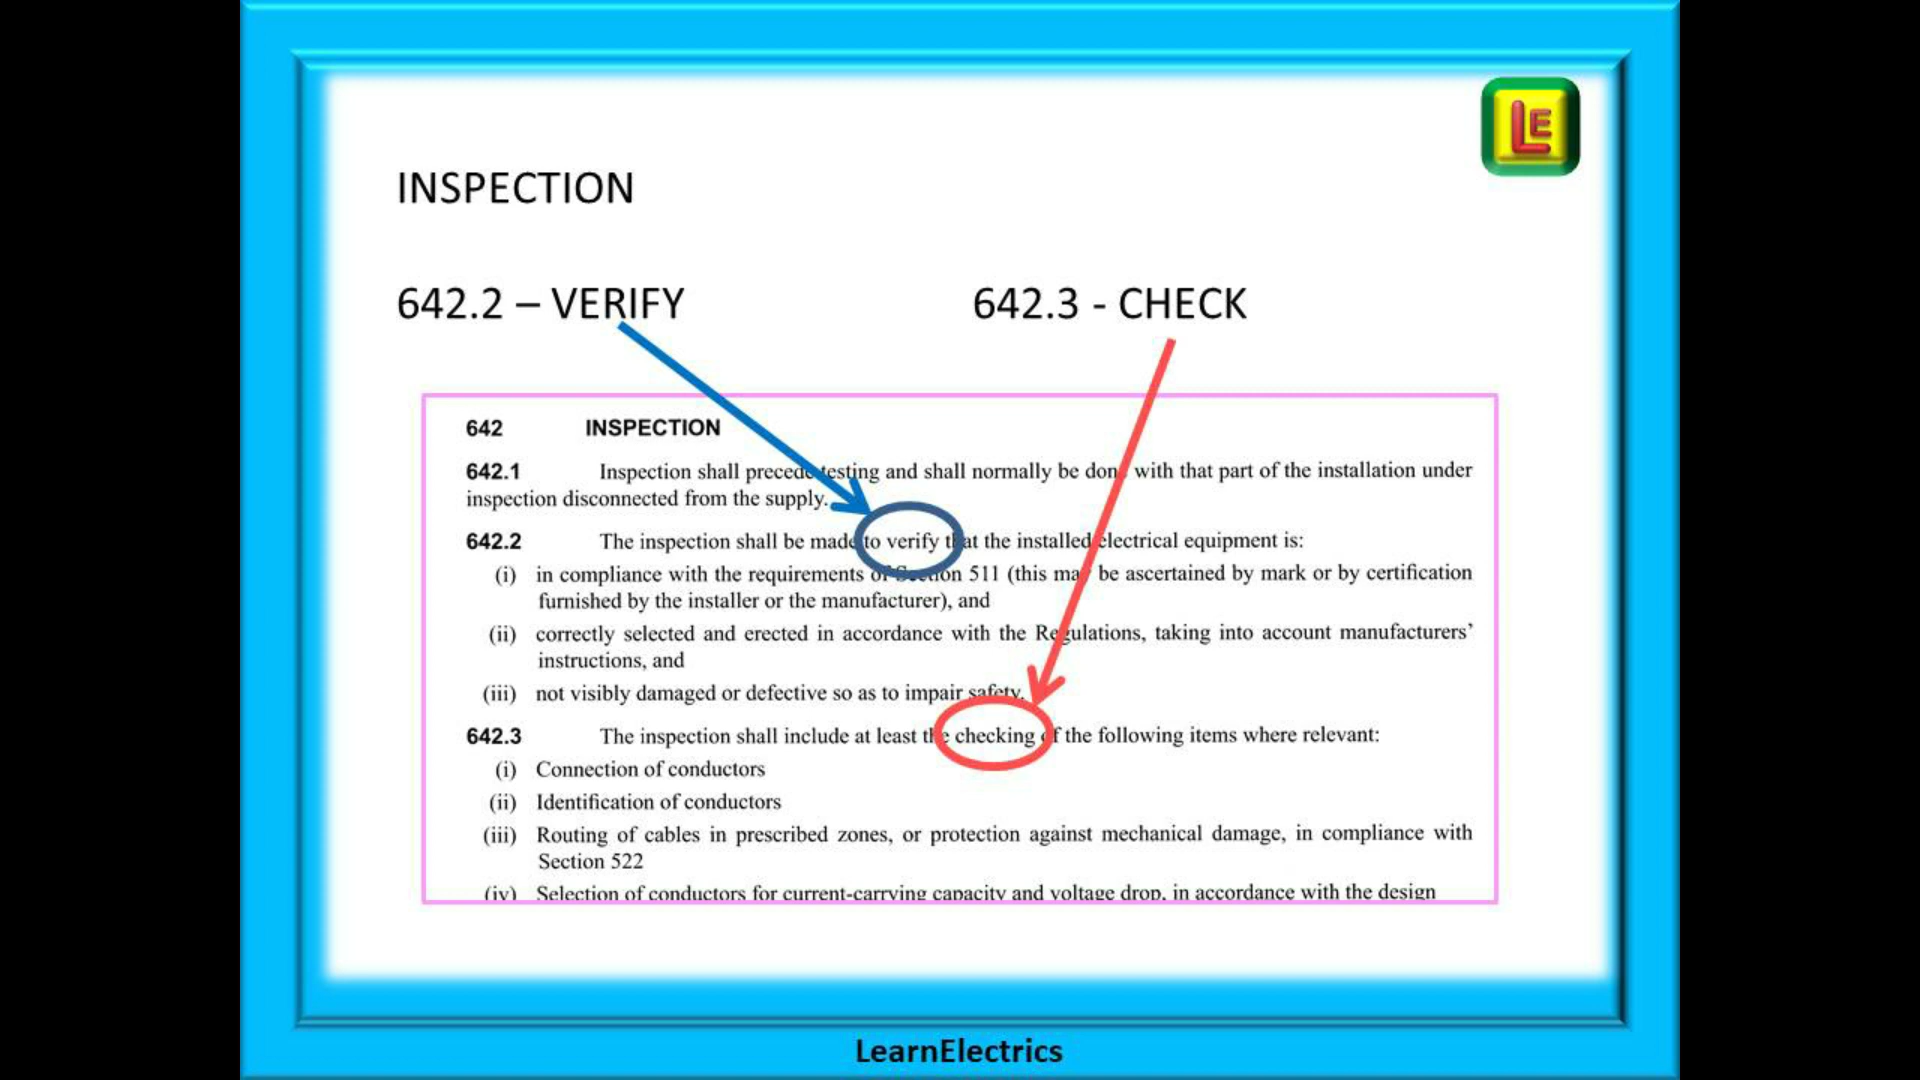 LE
INSPECTION
642.2 – VERIFY 642.3 - CHECK
642 INSPECTION
642.1 Inspection shall precede testing and shall normally be done with that part of the installation under
inspection disconnected from the supply.
642.2 The inspection shall be made to verify that the installed electrical equipment is:
(i) in compliance with the requirements of Section 511 (this may be ascertained by mark or by certification
furnished by the installer or the manufacturer), and
(ii) correctly selected and erected in accordance with the Regulations, taking into account manufacturers’
instructions, and
(iii) not visibly damaged or defective so as to impair safety.
642.3 The inspection shall include at least the checking of the following items where relevant:
(i) Connection of conductors
(ii) Identification of conductors
(iii) Routing of cables in prescribed zones, or protection against mechanical damage, in compliance with
Section 522
(iv) Selection of conductors for current-carrying capacity and voltage drop, in accordance with the design
LearnElectrics